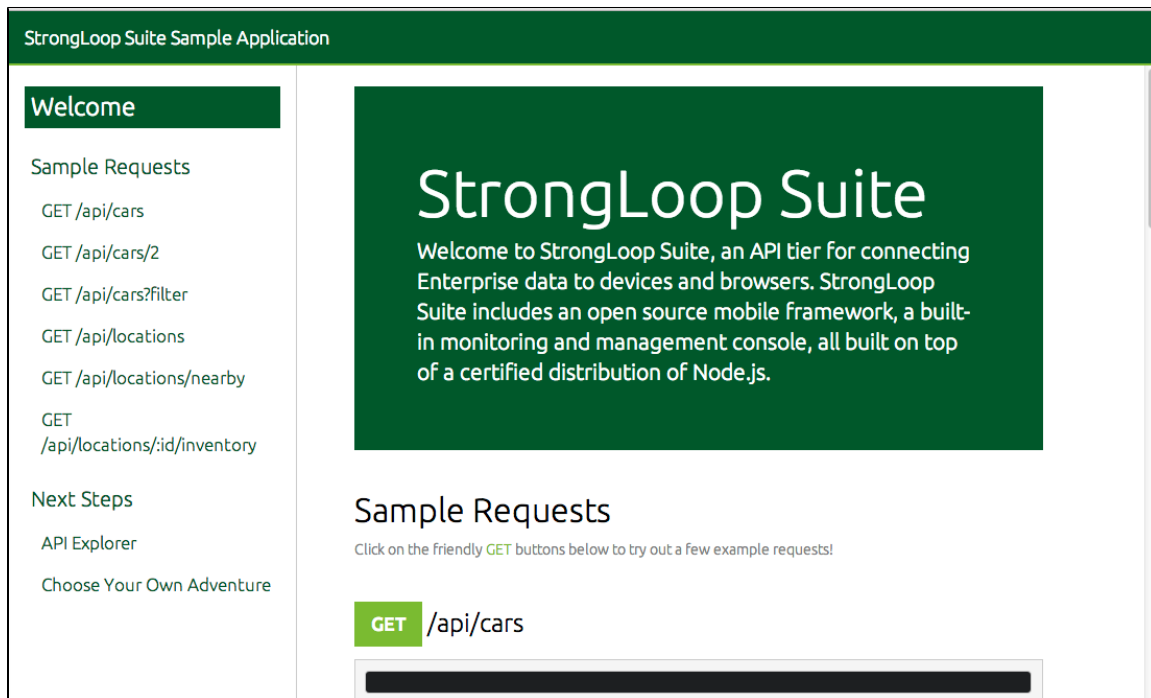 StrongLoop Suite Sample Application
Welcome
Sample Requests
GET /api/cars
GET /api/cars/2
GET /api/cars?filter
GET /api/locations
GET /api/locations/nearby
GET
/api/locations/:id/inventory
Next Steps
API Explorer
Choose Your Own Adventure
StrongLoop Suite
Welcome to StrongLoop Suite, an API tier for connecting
Enterprise data to devices and browsers. StrongLoop
Suite includes an open source mobile framework, a built-
in monitoring and management console, all built on top
of a certified distribution of Node.js.
Sample Requests
Click on the friendly GET buttons below to try out a few example requests!
GET /api/cars